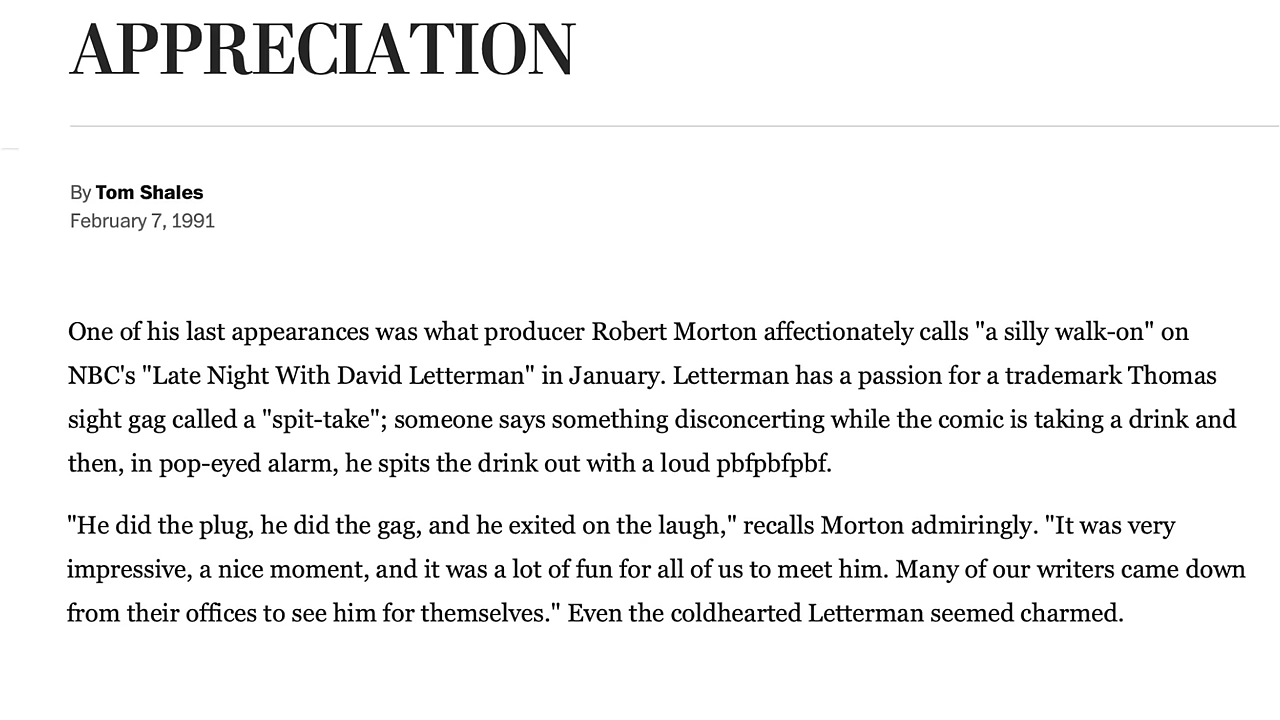 APPRECIATION
By Tom Shales
February 7, 1991
One of his last appearances was what producer Robert Morton affectionately calls "a silly walk-on" on
NBC's "Late Night With David Letterman" in January. Letterman has a passion for a trademark Thomas
sight gag called a "spit-take"; someone says something disconcerting while the comic is taking a drink and
then, in pop-eyed alarm, he spits the drink out with a loud pbfpbfpbf.
"He did the plug, he did the gag, and he exited on the laugh," recalls Morton admiringly. "It was very
impressive, a nice moment, and it was a lot of fun for all of us to meet him. Many of our writers came down
from their offices to see him for themselves." Even the coldhearted Letterman seemed charmed.